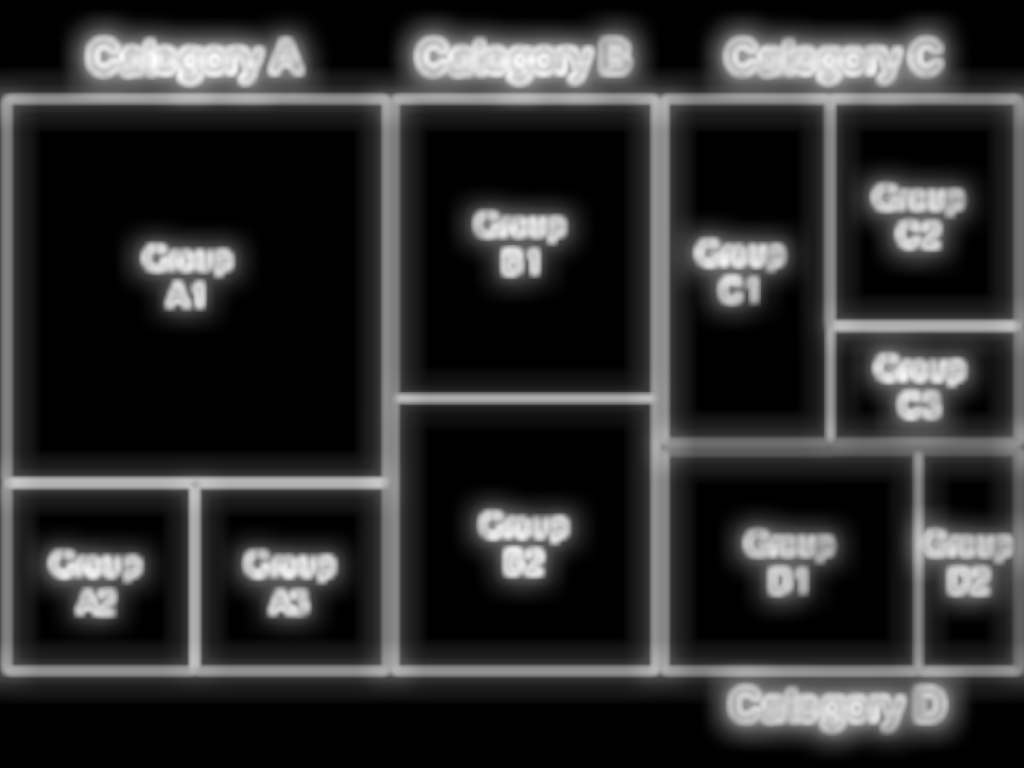 Category A
Category B
Category C
Group
A1
Group
B1
Group
C1
Group
C2
Group
C3
Group
A2
Group
A3
Group
B2
Group
D1
Group
D2
Category D